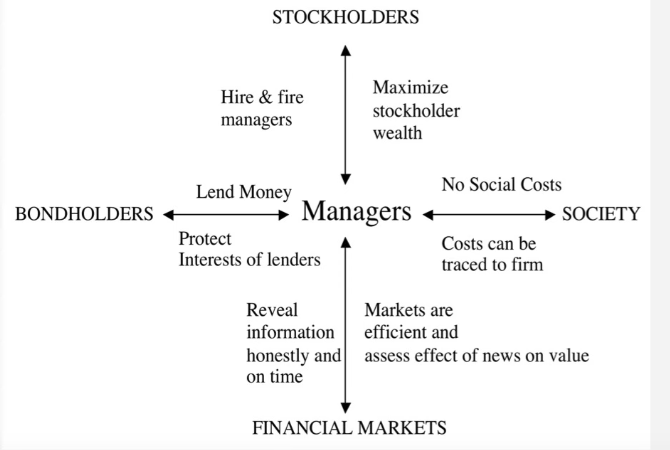 STOCKHOLDERS
Hire & fire
managers
Maximize
stockholder
wealth
BONDHOLDERS
Lend Money
Protect
Interests of lenders
Managers
No Social Costs
Costs can be
traced to firm
SOCIETY
Reveal
information
honestly and
on time
Markets are
efficient and
assess effect of news on value
FINANCIAL MARKETS